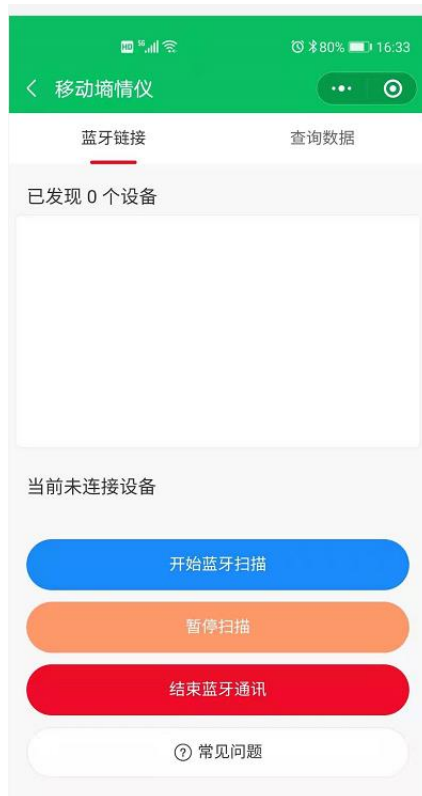 HD 5G 80% 16:33
移动墒情仪
蓝牙链接 查询数据
已发现 0 个设备
当前未连接设备
开始蓝牙扫描
暂停扫描
结束蓝牙通讯
? 常见问题